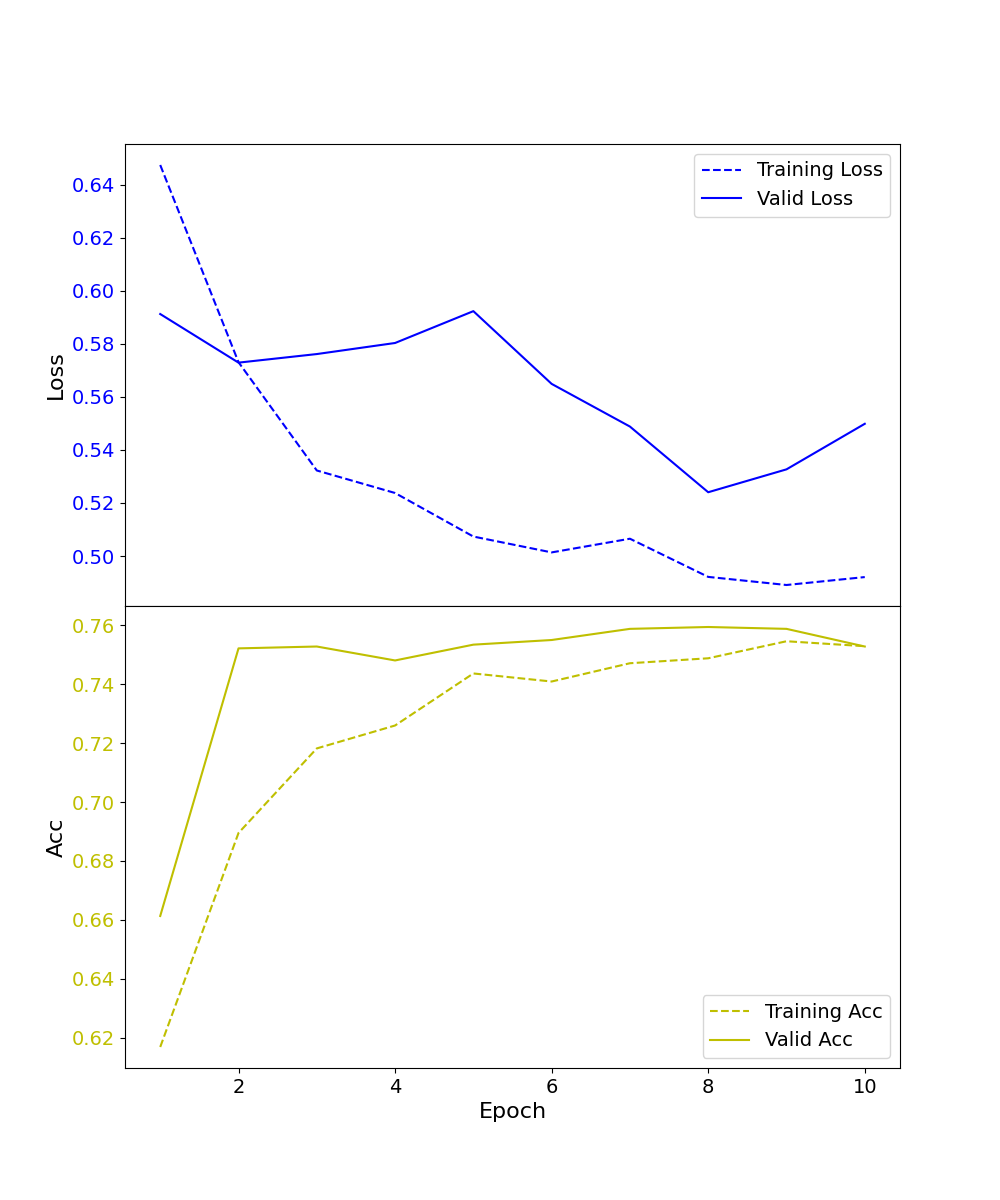 0.64
0.62
0.60
0.58
0.56
0.54
0.52
0.50
Loss
Training Loss
Valid Loss
0.76
0.74
0.72
0.70
0.68
0.66
0.64
0.62
Acc
Training Acc
Valid Acc
2 4 6 8 10
Epoch